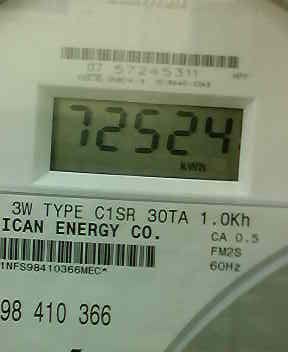 07 57245311
72524
kWh
3W TYPE C1SR 30TA 1.0Kh
ICAN ENERGY CO.
CA 0.5
FM2S
60Hz
1NFS98410366MEC*
98 410 366